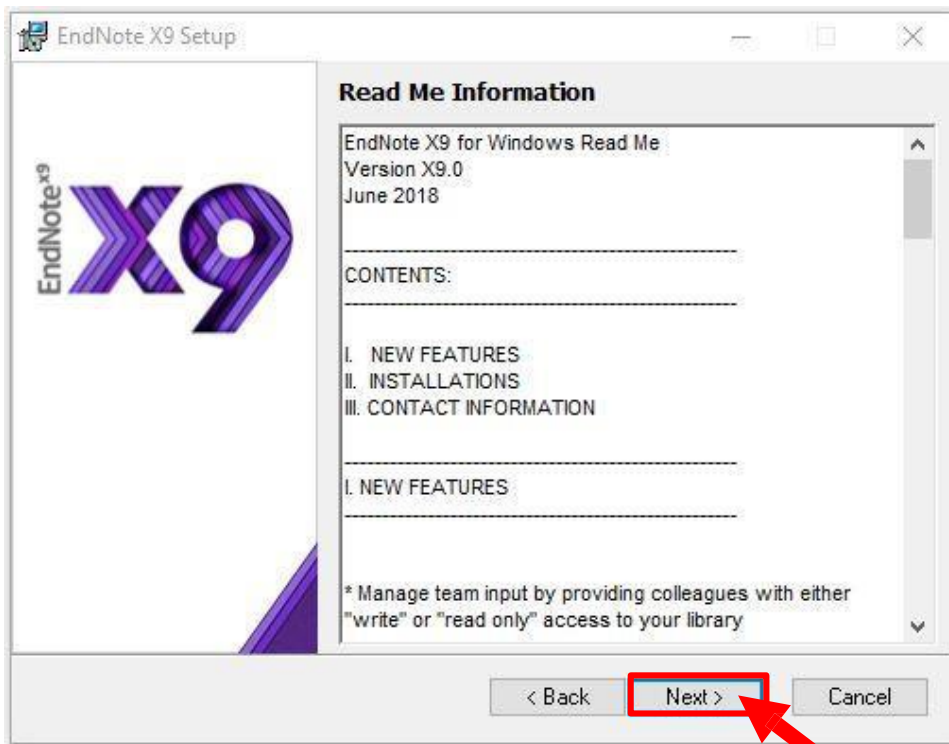 EndNote X9 Setup
EndNote X9
X9
Read Me Information
EndNote X9 for Windows Read Me
Version X9.0
June 2018
---------------------------------------------------------------------------
CONTENTS:
---------------------------------------------------------------------------
I. NEW FEATURES
II. INSTALLATIONS
III. CONTACT INFORMATION
---------------------------------------------------------------------------
I. NEW FEATURES
---------------------------------------------------------------------------
* Manage team input by providing colleagues with either
"write" or "read only" access to your library
< Back
Next >
Cancel